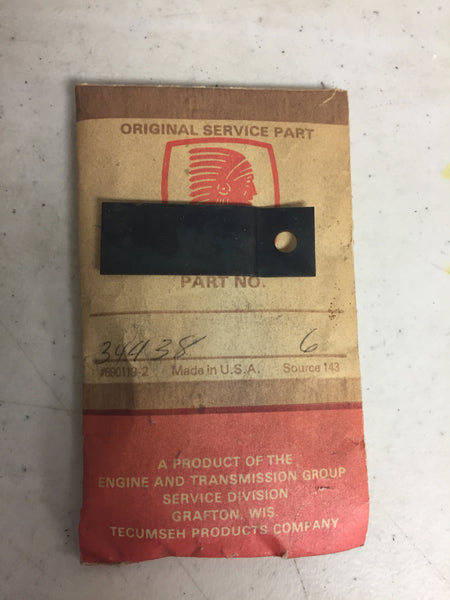 ORIGINAL SERVICE PART
PART NO.
34438 6
#690119-2 Made in U.S.A. Source 143
A PRODUCT OF THE
ENGINE AND TRANSMISSION GROUP
SERVICE DIVISION
GRAFTON, WIS.
TECUMSEH PRODUCTS COMPANY